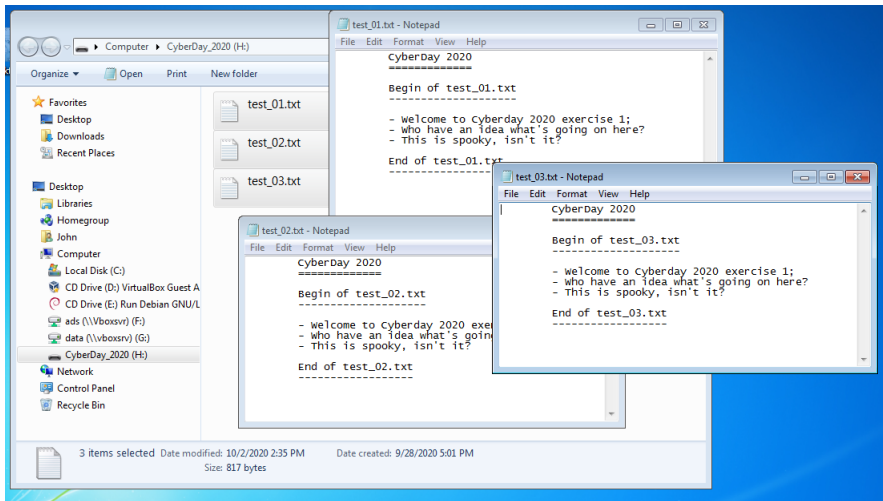 Computer ▸ CyberDay_2020 (H:)
Organize ▾ Open Print New folder
Favorites
Desktop
Downloads
Recent Places
Desktop
Libraries
Homegroup
John
Computer
Local Disk (C:)
CD Drive (D:) VirtualBox Guest A
CD Drive (E:) Run Debian GNU/L
ads (\\Vboxsvr) (F:)
data (\\vboxsrv) (G:)
CyberDay_2020 (H:)
Network
Control Panel
Recycle Bin
test_01.txt
test_02.txt
test_03.txt
3 items selected Date modified: 10/2/2020 2:35 PM Date created: 9/28/2020 5:01 PM
Size: 817 bytes
test_01.txt - Notepad
File Edit Format View Help
CyberDay 2020
=============
Begin of test_01.txt
--------------------
- Welcome to Cyberday 2020 exercise 1;
- Who have an idea what's going on here?
- This is spooky, isn't it?
End of test_01.txt
------------------
test_02.txt - Notepad
File Edit Format View Help
CyberDay 2020
=============
Begin of test_02.txt
--------------------
- Welcome to Cyberday 2020 exe
- Who have an idea what's goin
- This is spooky, isn't it?
End of test_02.txt
------------------
test_03.txt - Notepad
File Edit Format View Help
CyberDay 2020
=============
Begin of test_03.txt
--------------------
- Welcome to Cyberday 2020 exercise 1;
- Who have an idea what's going on here?
- This is spooky, isn't it?
End of test_03.txt
------------------